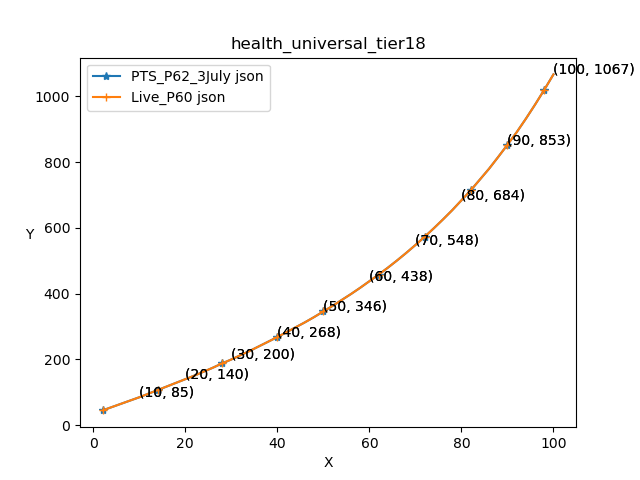 health_universal_tier18
PTS_P62_3July json
Live_P60 json
(100, 1067)
1000
(90, 853)
800
(80, 684)
600
(70, 548)
Y
(60, 438)
400
(50, 346)
(40, 268)
(30, 200)
200
(20, 140)
(10, 85)
0
0 20 40 60 80 100
X